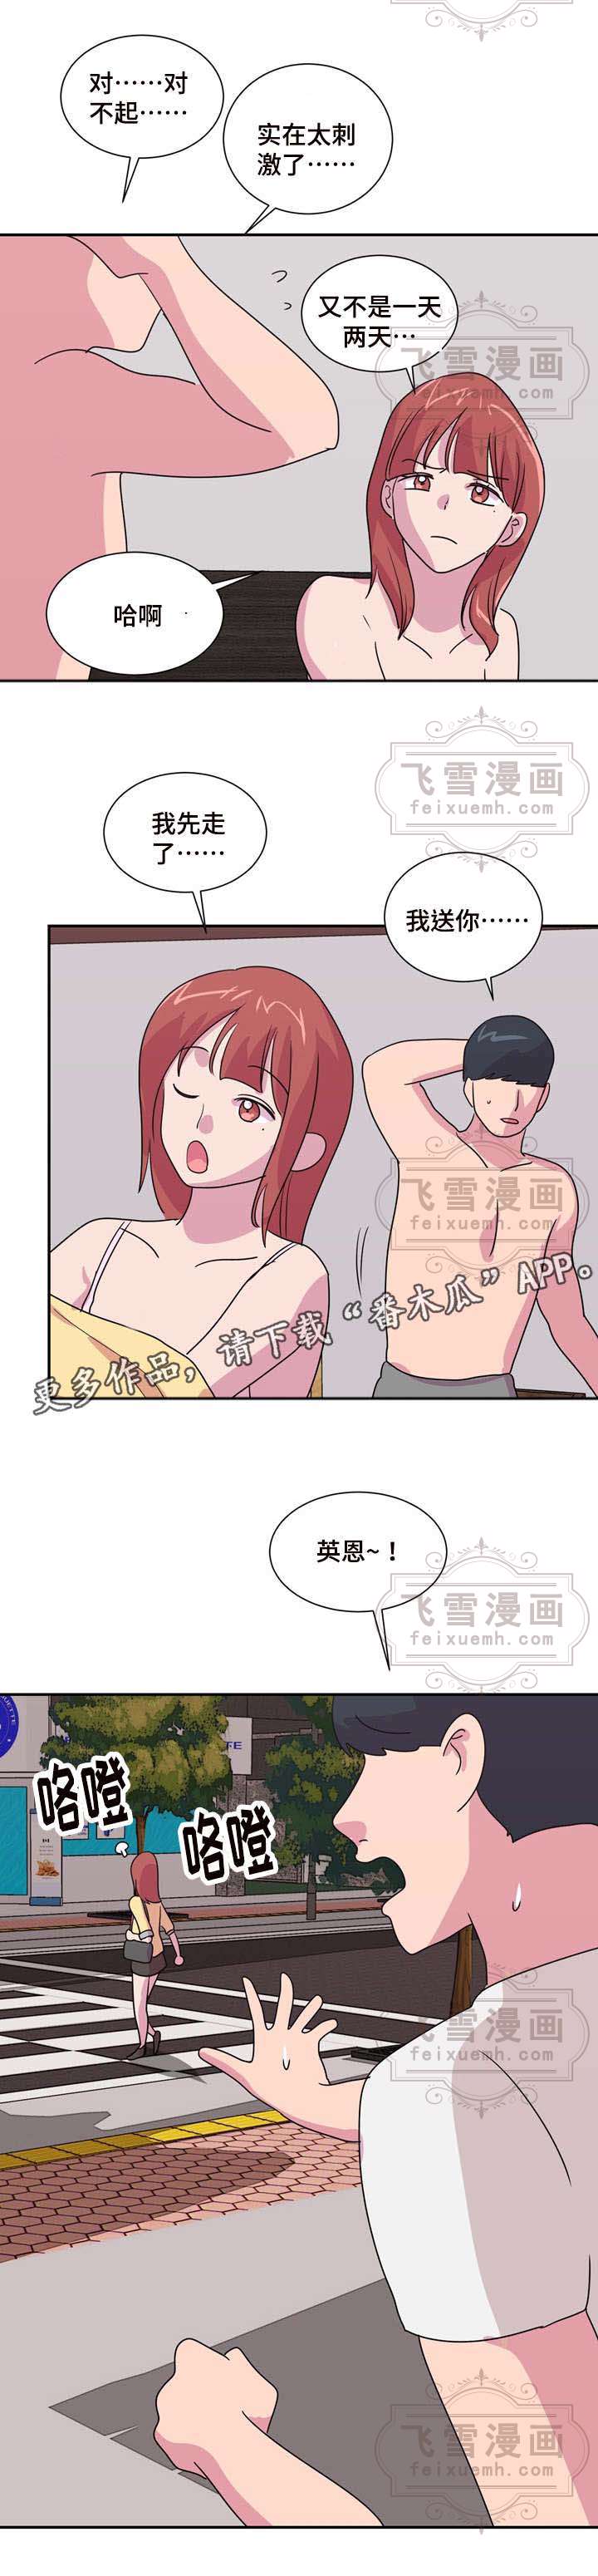 对……对
不起……
实在太刺
激了……
又不是一天
两天…
飞雪漫画
feixuemh.com
哈啊
飞雪漫画
feixuemh.com
我先走
了……
我送你……
飞雪漫画
feixuemh.com
更多作品，请下载“番木瓜”APP。
英恩~！
飞雪漫画
feixuemh.com
咯噔
咯噔
飞雪漫画
feixuemh.com
飞雪漫画
feixuemh.com